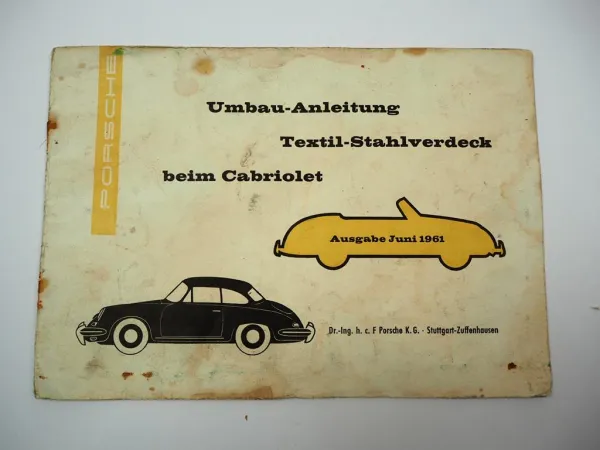 PORSCHE
Umbau-Anleitung
Textil-Stahlverdeck
beim Cabriolet
Ausgabe Juni 1961
Dr.-Ing. h. c. F Porsche K. G. - Stuttgart-Zuffenhausen